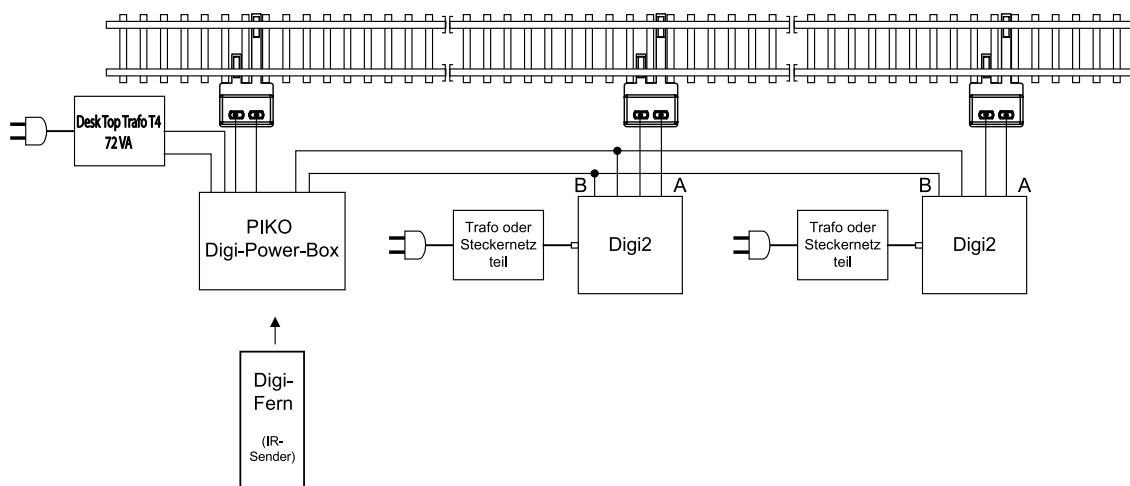 Desk Top Trafo T4
72 VA
B
A
B
A
PIKO
Digi-Power-Box
Trafo oder
Steckernetz
teil
Digi2
Trafo oder
Steckernetz
teil
Digi2
Digi-
Fern
(IR-
Sender)